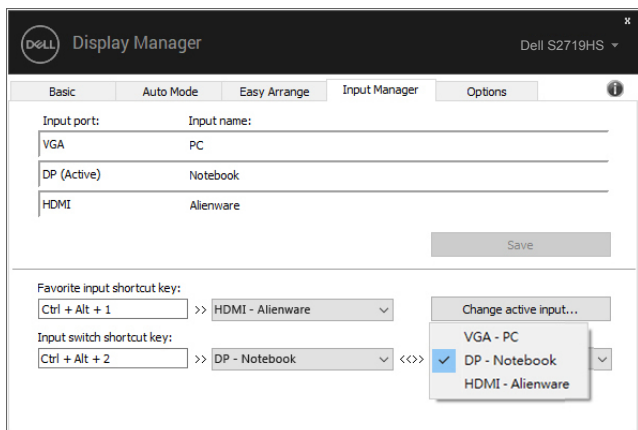 x
DELL Display Manager Dell S2719HS
Basic Auto Mode Easy Arrange Input Manager Options i
Input port: Input name:
VGA PC
DP (Active) Notebook
HDMI Alienware
Save
Favorite input shortcut key:
Ctrl + Alt + 1 >> HDMI - Alienware Change active input...
Input switch shortcut key:
VGA - PC
Ctrl + Alt + 2 >> DP - Notebook <<>> DP - Notebook
HDMI - Alienware